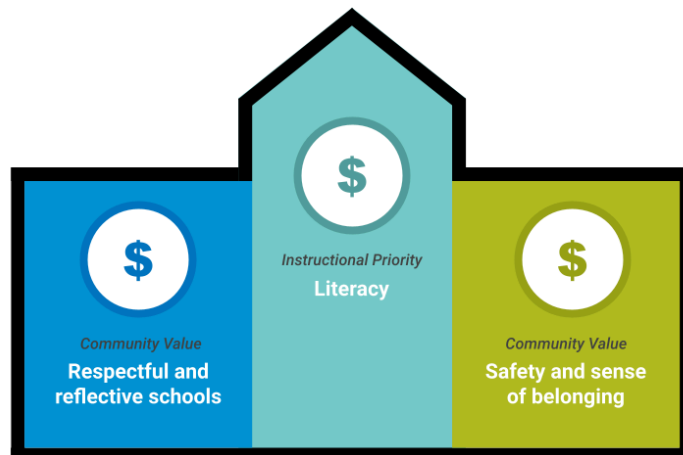 $
Instructional Priority
Literacy
$
Community Value
Respectful and
reflective schools
$
Community Value
Safety and sense
of belonging